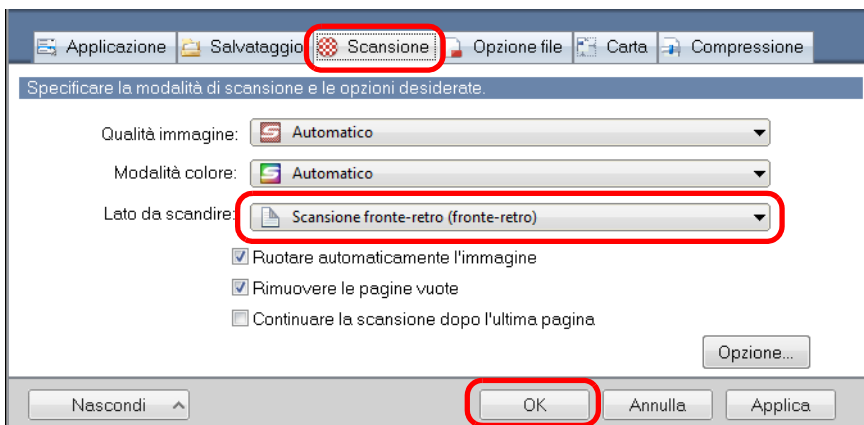 Applicazione Salvataggio Scansione Opzione file Carta Compressione
Specificare la modalità di scansione e le opzioni desiderate.
Qualità immagine: Automatico
Modalità colore: Automatico
Lato da scandire: Scansione fronte-retro (fronte-retro)
Ruotare automaticamente l'immagine
Rimuovere le pagine vuote
Continuare la scansione dopo l'ultima pagina
Opzione...
Nascondi OK Annulla Applica